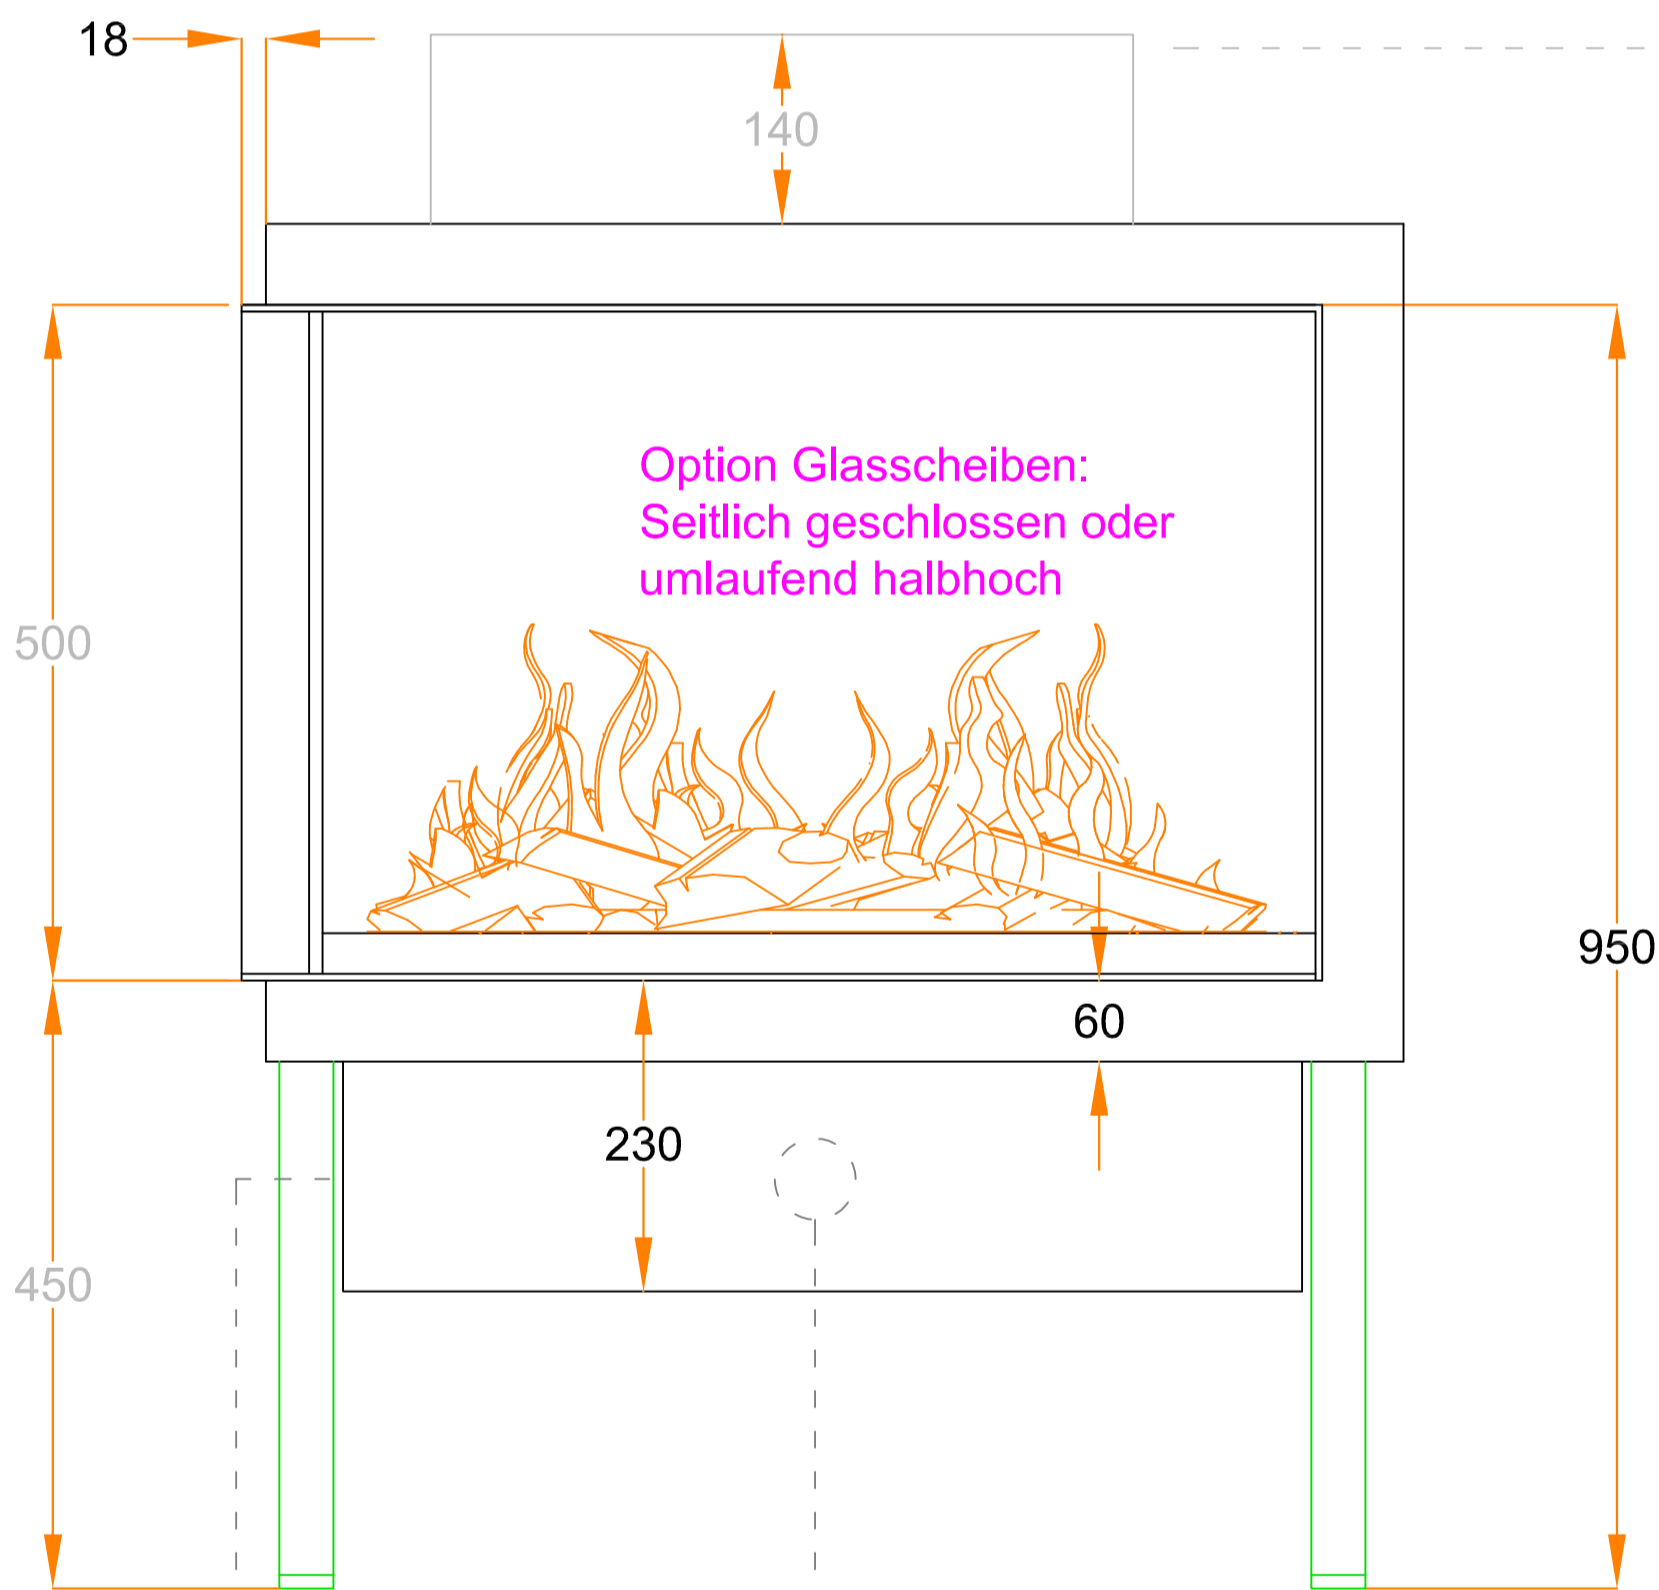 18
140
Option Glasscheiben:
Seitlich geschlossen oder
umlaufend halbhoch
500
950
60
230
450